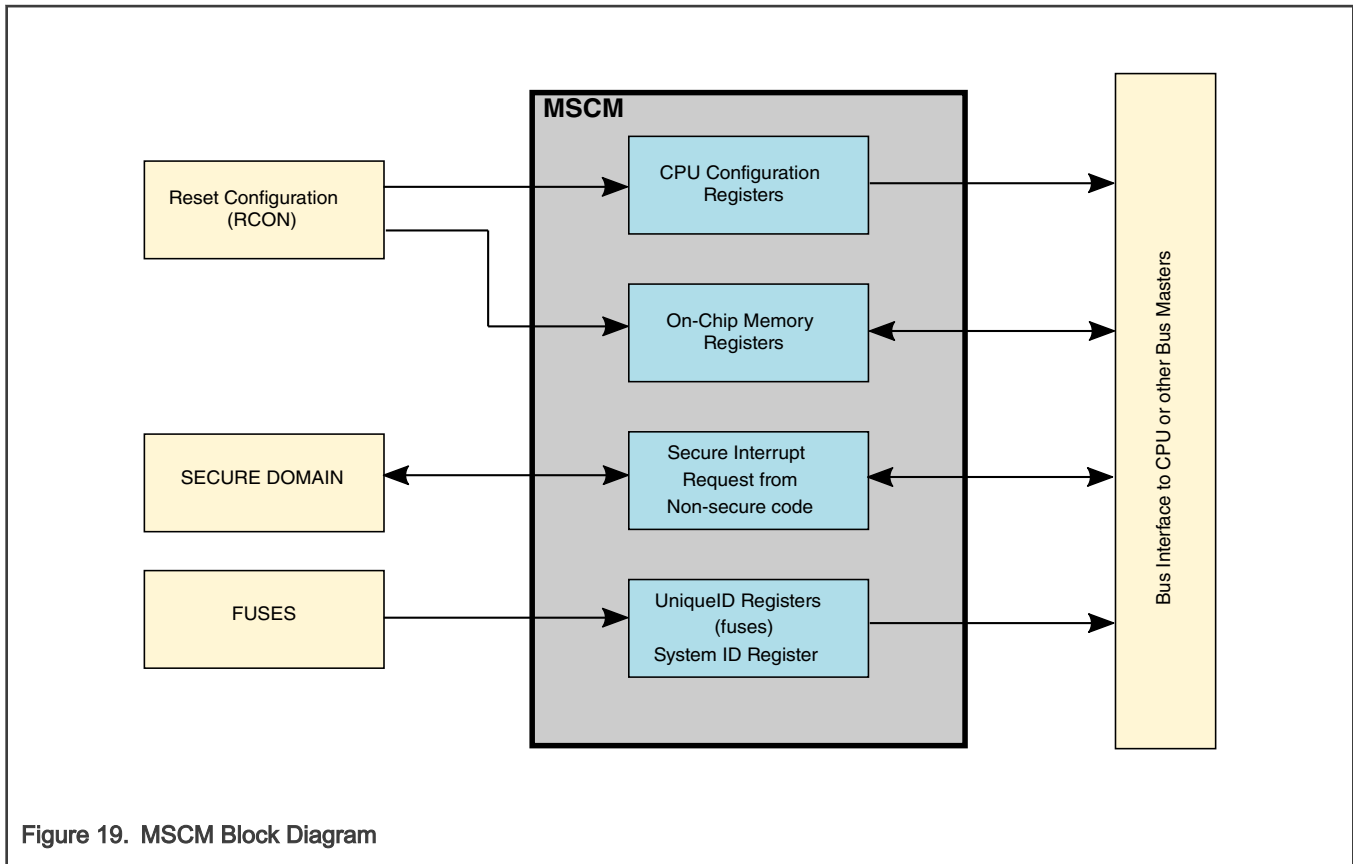 MSCM
Reset Configuration
(RCON)
CPU Configuration
Registers
On-Chip Memory
Registers
SECURE DOMAIN
Secure Interrupt
Request from
Non-secure code
FUSES
UniqueID Registers
(fuses)
System ID Register
Bus Interface to CPU or other Bus Masters
Figure 19. MSCM Block Diagram